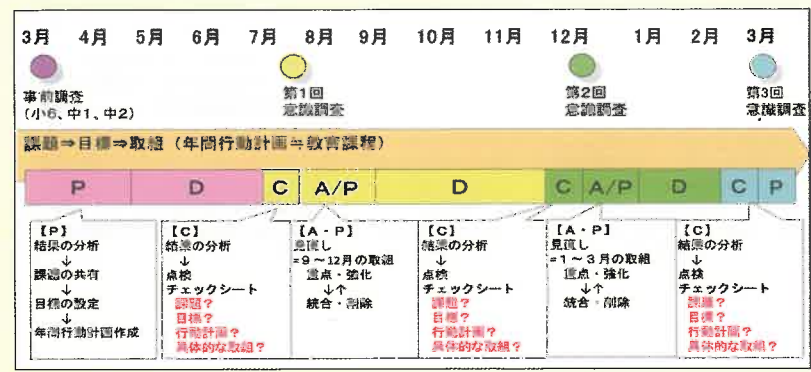 3月 4月 5月 6月 7月 8月 9月 10月 11月 12月 1月 2月 3月
事前調査
(小6、中1、中2)
第1回
意識調査
第2回
意識調査
第3回
意識調査
課題⇒目標⇒取組(年間行動計画≒教育課程)
P D C A/P D C A/P D C P
【P】
結果の分析
↓
課題の共有
↓
目標の設定
↓
年間行動計画作成
【C】
結果の分析
↓
点検
チェックシート
課題?
目標?
行動計画?
具体的な取組?
【A・P】
見直し
=9~12月の取組
重点・強化
↓↑
統合・削除
【C】
結果の分析
↓
点検
チェックシート
課題?
目標?
行動計画?
具体的な取組?
【A・P】
見直し
=1~3月の取組
重点・強化
↓↑
統合・削除
【C】
結果の分析
↓
点検
チェックシート
課題?
目標?
行動計画?
具体的な取組?